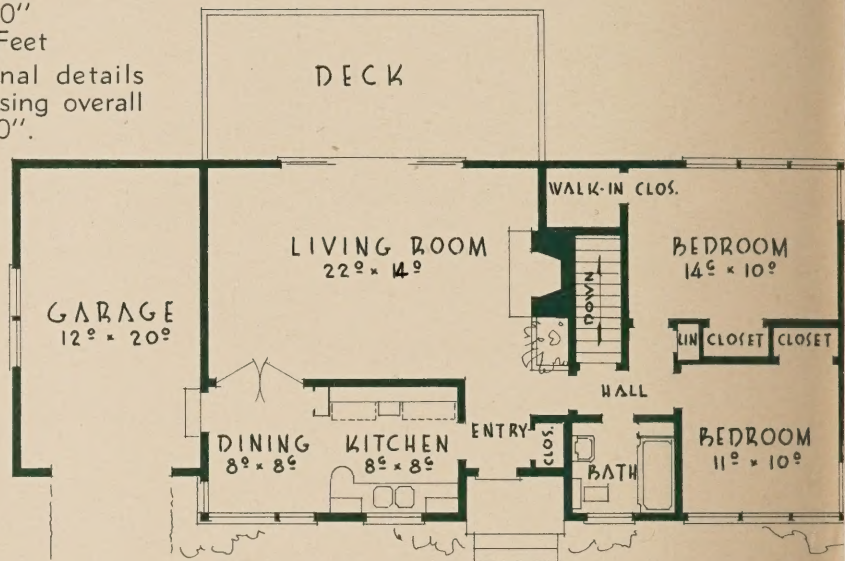 0"
Feet
nal details
sing overall
0".
DECK
WALK-IN CLOS.
LIVING ROOM
22⁰ × 14⁰
BEDROOM
14⁶ × 10⁰
GARAGE
12⁰ × 20⁰
DOWN
LIN
CLOSET
CLOSET
HALL
DINING
8⁰ × 8⁶
KITCHEN
8⁶ × 8⁶
ENTRY
CLOS.
BATH
BEDROOM
11⁰ × 10⁰